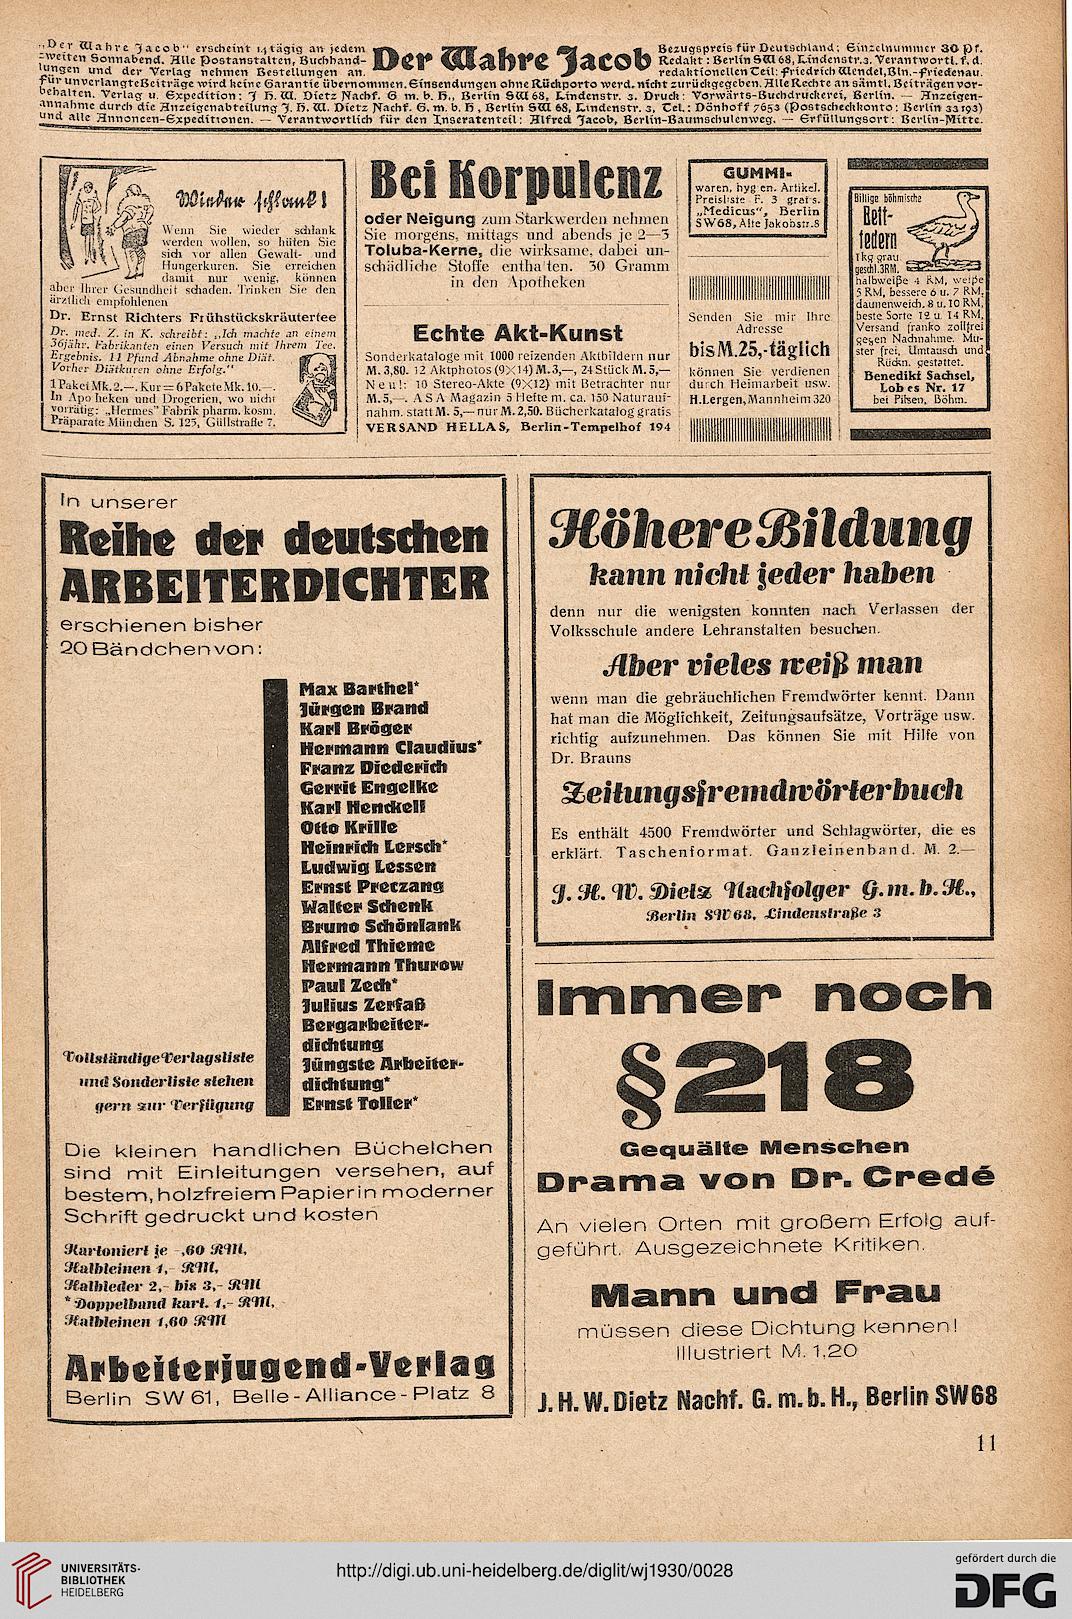 „Der Wahre Jacob“ erscheint 14tägig an jedem
zweiten Sonnabend. Alle Postanstalten, Buchhand-
lungen und der Verlag nehmen Bestellungen an.
Der Wahre Jacob
Bezugspreis für Deutschland: Einzelnummer 30 Pf.
Redakt.: Berlin SW 68, Lindenstr. 3. Verantwortl. f. d.
redaktionellen Teil: Friedrich Wendel, Bln.-Friedenau.
Für unverlangte Beiträge wird keine Garantie übernommen. Einsendungen ohne Rückporto werd. nicht zurückgegeben. Alle Rechte an sämtl. Beiträgen vor-
behalten. Verlag u. Expedition: J. H. W. Dietz Nachf. G. m. b. H., Berlin SW 68, Lindenstr. 3. Druck: Vorwärts-Buchdruckerei, Berlin. — Anzeigen-
annahme durch die Anzeigenabteilung J. H. W. Dietz Nachf. G. m. b. H., Berlin SW 68, Lindenstr. 3, Tel.: Dönhoff 7653 (Postscheckkonto: Berlin 33193)
und alle Annoncen-Expeditionen. — Verantwortlich für den Inseratenteil: Alfred Jacob, Berlin-Baumschulenweg. — Erfüllungsort: Berlin-Mitte.
Wieder schlank!
Wenn Sie wieder schlank
werden wollen, so hüten Sie
sich vor allen Gewalt- und
Hungerkuren. Sie erreichen
damit nur wenig, können
aber Ihrer Gesundheit schaden. Trinken Sie den
ärztlich empfohlenen
Dr. Ernst Richters Frühstückskräutertee
Dr. med. Z. in K. schreibt: „Ich machte an einem
36jähr. Fabrikanten einen Versuch mit Ihrem Tee.
Ergebnis. 11 Pfund Abnahme ohne Diät.
Vorher Diätkuren ohne Erfolg.“
1 Paket Mk. 2.—. Kur = 6 Pakete Mk. 10.—.
In Apotheken und Drogerien, wo nicht
vorrätig: „Hermes“ Fabrik pharm. kosm.
Präparate München S. 125, Güllstraße 7.
Bei Korpulenz
oder Neigung zum Starkwerden nehmen
Sie morgens, mittags und abends je 2—3
Toluba-Kerne, die wirksame, dabei un-
schädliche Stoffe enthalten. 30 Gramm
in den Apotheken
Echte Akt-Kunst
Sonderkataloge mit 1000 reizenden Aktbildern nur
M. 3,80. 12 Aktphotos (9×14) M. 3,—, 24 Stück M. 5,—
Neu!: 10 Stereo-Akte (9×12) mit Betrachter nur
M. 5,—. ASA Magazin 5 Hefte m. ca. 150 Naturauf-
nahm. statt M. 5,— nur M. 2,50. Bücherkatalog gratis
VERSAND HELLAS, Berlin-Tempelhof 194
GUMMI-
waren, hygien. Artikel.
Preisliste F. 3 gratis.
„Medicus“, Berlin
SW 68, Alte Jakobstr. 8
Senden Sie mir Ihre
Adresse
bis M. 25,- täglich
können Sie verdienen
durch Heimarbeit usw.
H. Lergen, Mannheim 320
Billige böhmische
Bett-
federn
1 kg grau
geschl. 3 RM.
halbweiße 4 RM, weiße
5 RM, bessere 6 u. 7 RM,
daunenweich. 8 u. 10 RM,
beste Sorte 12 u. 14 RM,
Versand franko zollfrei
gegen Nachnahme. Mu-
ster frei, Umtausch und
Rückn. gestattet.
Benedikt Sachsel,
Lobes Nr. 17
bei Pilsen, Böhm.
In unserer
Reihe der deutschen
ARBEITERDICHTER
erschienen bisher
20 Bändchen von:
Max Barthel*
Jürgen Brand
Karl Bröger
Hermann Claudius*
Franz Diederich
Gerrit Engelke
Karl Henckell
Otto Krille
Heinrich Lersch*
Ludwig Lessen
Ernst Preczang
Walter Schenk
Bruno Schönlank
Alfred Thieme
Hermann Thurow
Paul Zech*
Julius Zerfaß
Bergarbeiter-
dichtung
Jüngste Arbeiter-
dichtung*
Ernst Toller*
Vollständige Verlagsliste
und Sonderliste stehen
gern zur Verfügung
Die kleinen handlichen Büchelchen
sind mit Einleitungen versehen, auf
bestem, holzfreiem Papier in moderner
Schrift gedruckt und kosten
Kartoniert je -,60 RM,
Halbleinen 1,- RM,
Halbleder 2,- bis 3,- RM
* Doppelband kart. 1,- RM,
Halbleinen 1,60 RM
Arbeiterjugend-Verlag
Berlin SW 61, Belle-Alliance-Platz 8
Höhere Bildung
kann nicht jeder haben
denn nur die wenigsten konnten nach Verlassen der
Volksschule andere Lehranstalten besuchen.
Aber vieles weiß man
wenn man die gebräuchlichen Fremdwörter kennt. Dann
hat man die Möglichkeit, Zeitungsaufsätze, Vorträge usw.
richtig aufzunehmen. Das können Sie mit Hilfe von
Dr. Brauns
Zeitungsfremdwörterbuch
Es enthält 4500 Fremdwörter und Schlagwörter, die es
erklärt. Taschenformat. Ganzleinenband. M. 2.—
J. H. W. Dietz Nachfolger G. m. b. H.,
Berlin SW 68, Lindenstraße 3
Immer noch
§ 218
Gequälte Menschen
Drama von Dr. Credé
An vielen Orten mit großem Erfolg auf-
geführt. Ausgezeichnete Kritiken.
Mann und Frau
müssen diese Dichtung kennen!
Illustriert M. 1,20
J. H. W. Dietz Nachf. G. m. b. H., Berlin SW 68
11
UNIVERSITÄTS-
BIBLIOTHEK
HEIDELBERG
http://digi.ub.uni-heidelberg.de/diglit/wj1930/0028
gefördert durch die
DFG